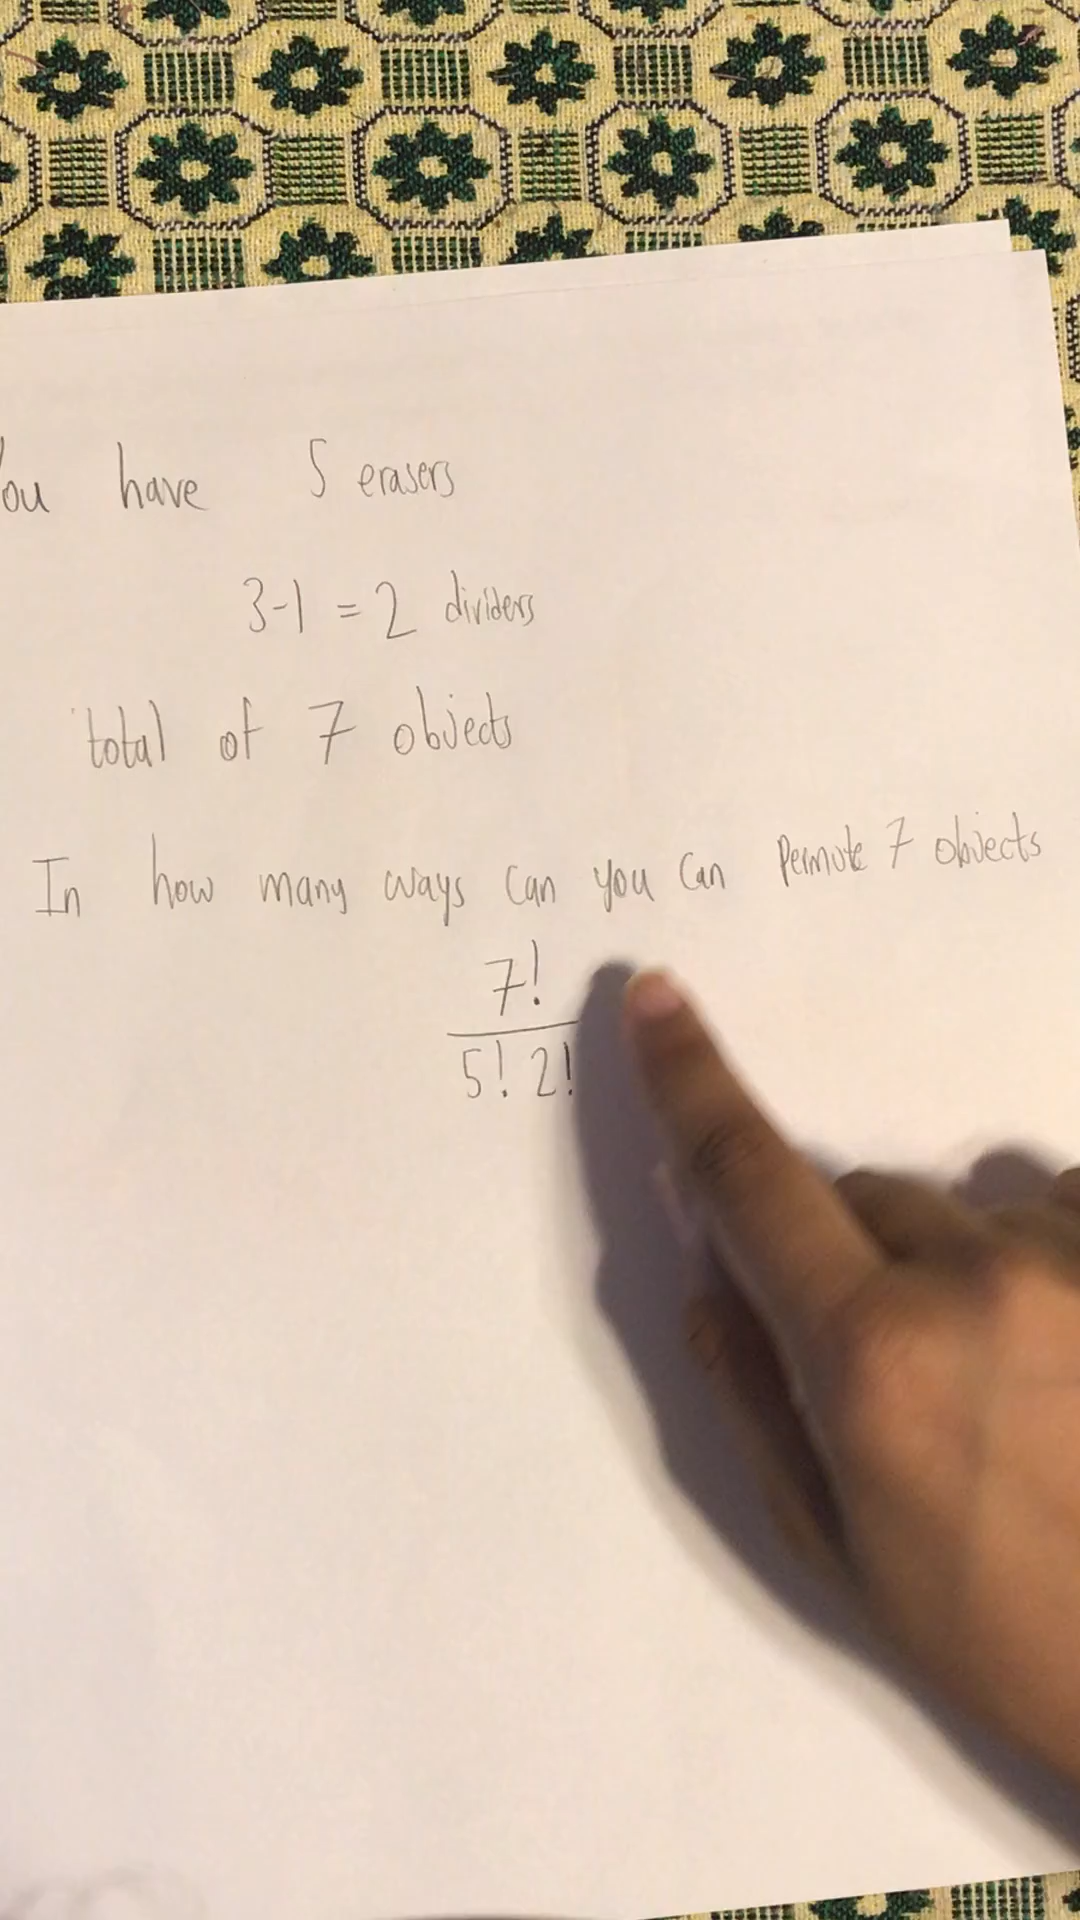 You have 5 erasers
3-1 = 2 dividers
total of 7 objects
In how many ways can you can permute 7 objects
7!
5! 2!